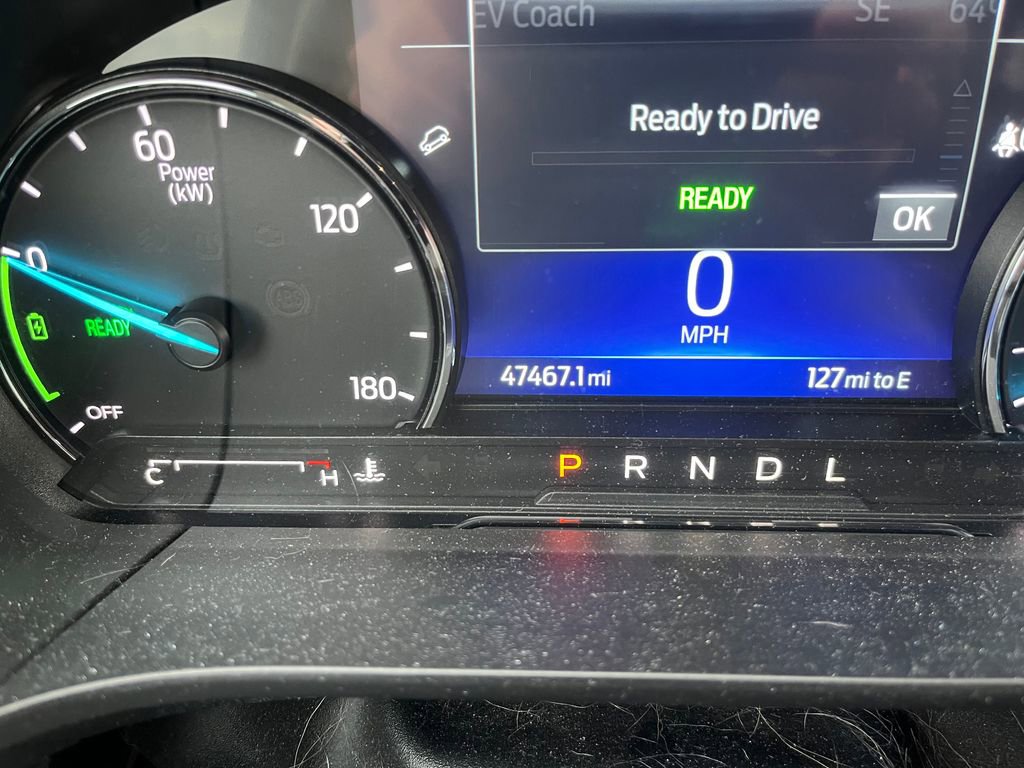 EV Coach
SE 64°
Ready to Drive
READY
OK
0
MPH
47467.1 mi
127 mi to E
60
Power
(kW)
120
0
READY
180
OFF
C H
P R N D L